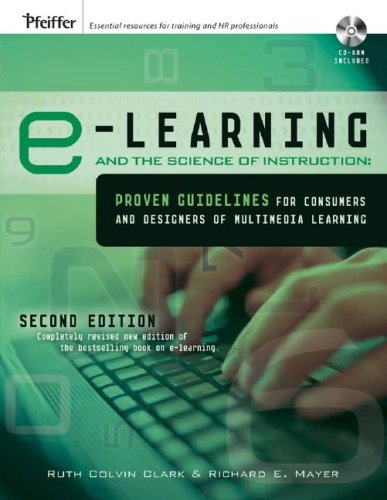 Pfeiffer
Essential resources for training and HR professionals
CD-ROM
INCLUDED
e-LEARNING
AND THE SCIENCE OF INSTRUCTION:
PROVEN GUIDELINES FOR CONSUMERS
AND DESIGNERS OF MULTIMEDIA LEARNING
SECOND EDITION
Completely revised new edition of
the bestselling book on e-learning.
RUTH COLVIN CLARK & RICHARD E. MAYER